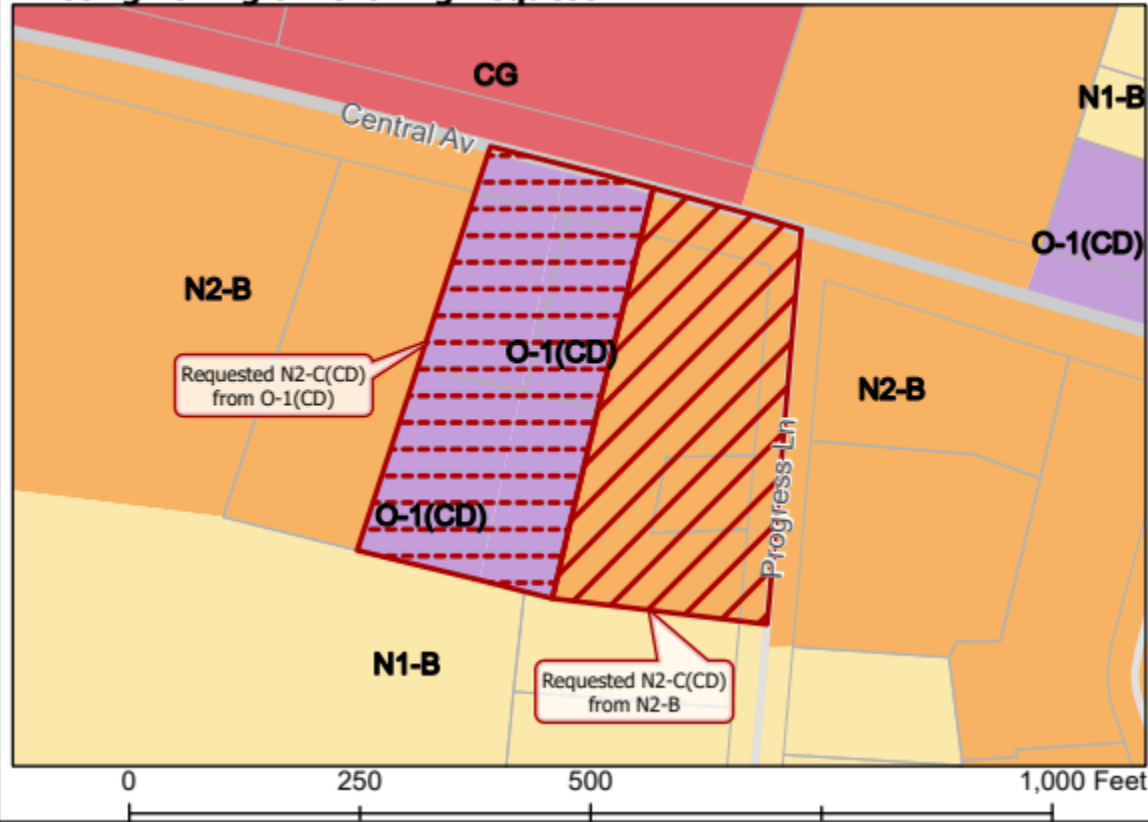 CG
N1-B
Central Av
O-1(CD)
N2-B
O-1(CD)
Requested N2-C(CD)
from O-1(CD)
N2-B
O-1(CD)
Progress Ln
N1-B
Requested N2-C(CD)
from N2-B
0 250 500 1,000 Feet